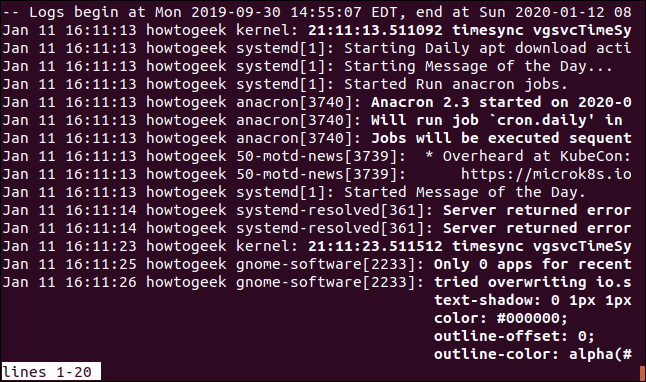 -- Logs begin at Mon 2019-09-30 14:55:07 EDT, end at Sun 2020-01-12 08
Jan 11 16:11:13 howtogeek kernel: 21:11:13.511092 timesync vgsvcTimeSy
Jan 11 16:11:13 howtogeek systemd[1]: Starting Daily apt download acti
Jan 11 16:11:13 howtogeek systemd[1]: Starting Message of the Day...
Jan 11 16:11:13 howtogeek systemd[1]: Started Run anacron jobs.
Jan 11 16:11:13 howtogeek anacron[3740]: Anacron 2.3 started on 2020-0
Jan 11 16:11:13 howtogeek anacron[3740]: Will run job `cron.daily' in
Jan 11 16:11:13 howtogeek anacron[3740]: Jobs will be executed sequent
Jan 11 16:11:13 howtogeek 50-motd-news[3739]:  * Overheard at KubeCon:
Jan 11 16:11:13 howtogeek 50-motd-news[3739]:      https://microk8s.io
Jan 11 16:11:13 howtogeek systemd[1]: Started Message of the Day.
Jan 11 16:11:14 howtogeek systemd-resolved[361]: Server returned error
Jan 11 16:11:14 howtogeek systemd-resolved[361]: Server returned error
Jan 11 16:11:23 howtogeek kernel: 21:11:23.511512 timesync vgsvcTimeSy
Jan 11 16:11:25 howtogeek gnome-software[2233]: Only 0 apps for recent
Jan 11 16:11:26 howtogeek gnome-software[2233]: tried overwriting io.s
text-shadow: 0 1px 1px
color: #000000;
outline-offset: 0;
outline-color: alpha(#
lines 1-20